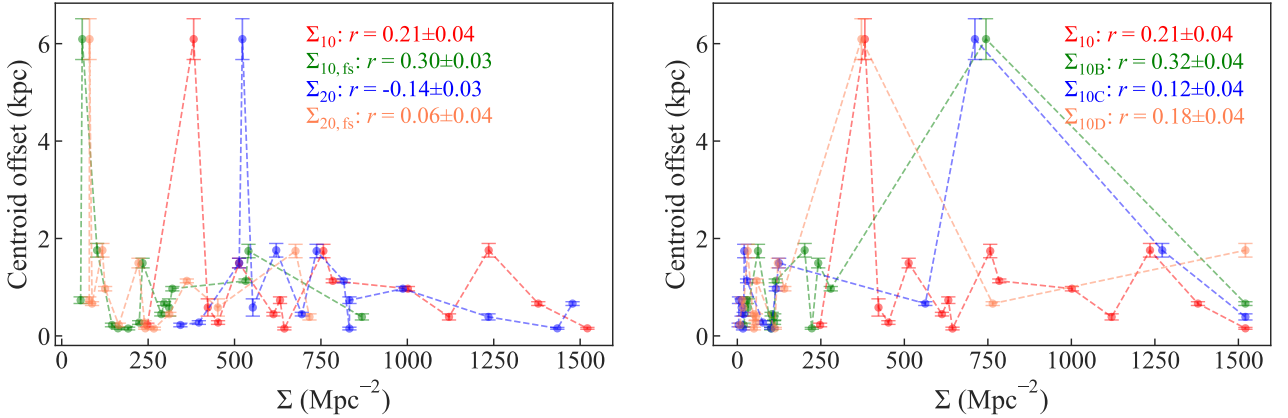 Σ10: r = 0.21±0.04
Σ10, fs: r = 0.30±0.03
Σ20: r = -0.14±0.03
Σ20, fs: r = 0.06±0.04
Centroid offset (kpc)
6
4
2
0
0 250 500 750 1000 1250 1500
Σ (Mpc⁻²)
Σ10: r = 0.21±0.04
Σ10B: r = 0.32±0.04
Σ10C: r = 0.12±0.04
Σ10D: r = 0.18±0.04
Centroid offset (kpc)
6
4
2
0
0 250 500 750 1000 1250 1500
Σ (Mpc⁻²)